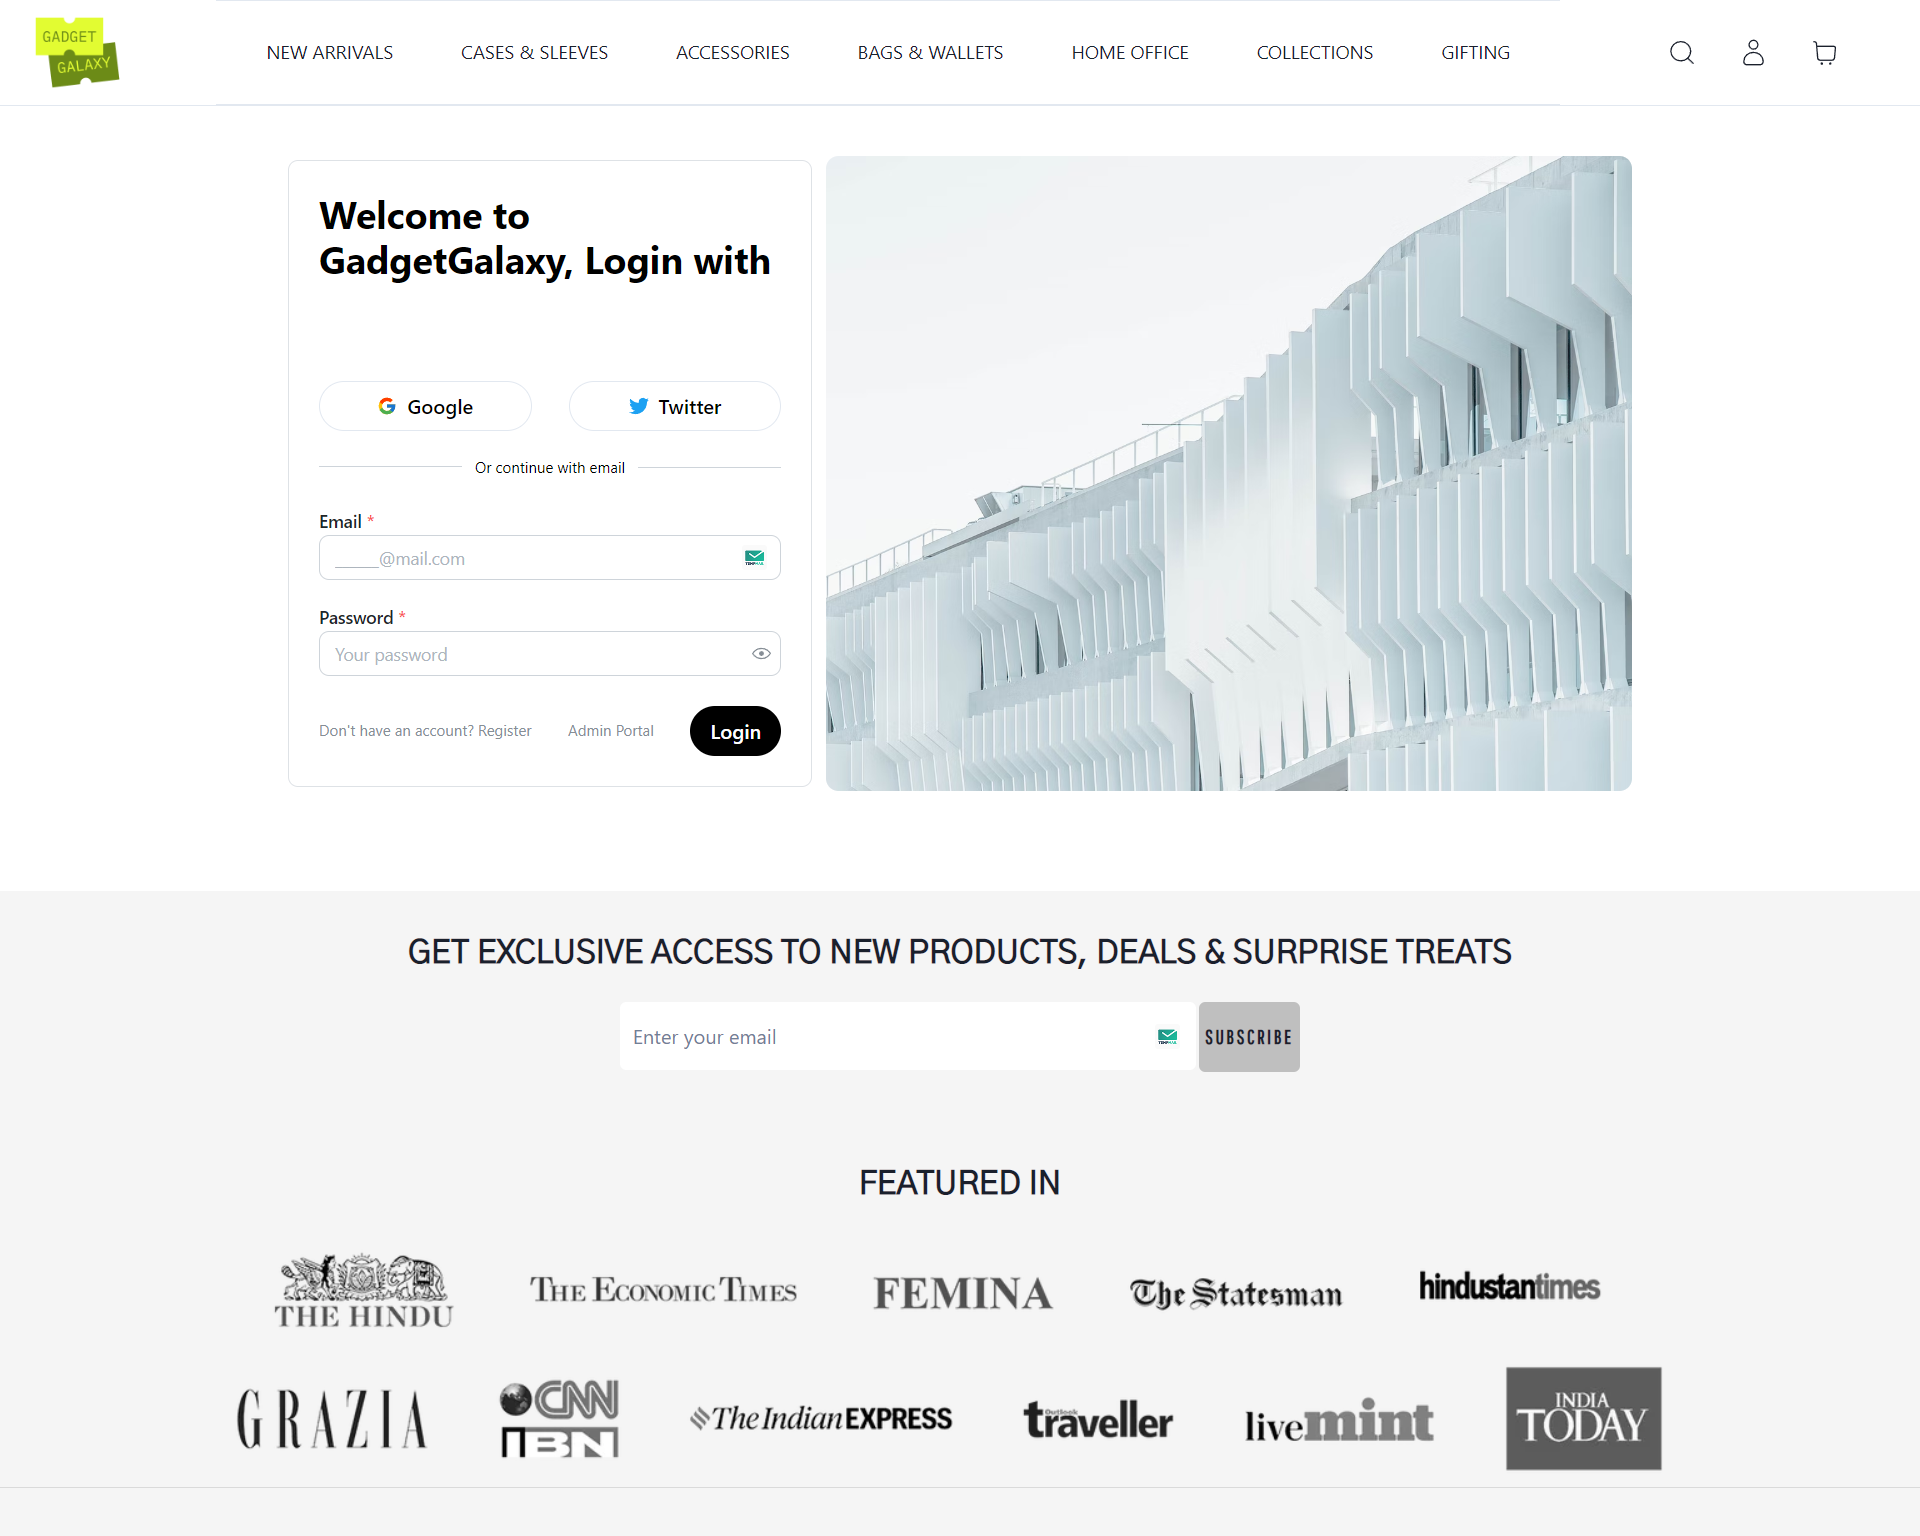 GADGET
GALAXY
NEW ARRIVALS CASES & SLEEVES ACCESSORIES BAGS & WALLETS HOME OFFICE COLLECTIONS GIFTING
Welcome to
GadgetGalaxy, Login with
Google Twitter
Or continue with email
Email *
_____@mail.com
Password *
Your password
Don't have an account? Register Admin Portal Login
GET EXCLUSIVE ACCESS TO NEW PRODUCTS, DEALS & SURPRISE TREATS
Enter your email SUBSCRIBE
FEATURED IN
THE HINDU THE ECONOMIC TIMES FEMINA The Statesman hindustantimes
GRAZIA CNN IBN The Indian EXPRESS Outlook traveller livemint INDIA TODAY